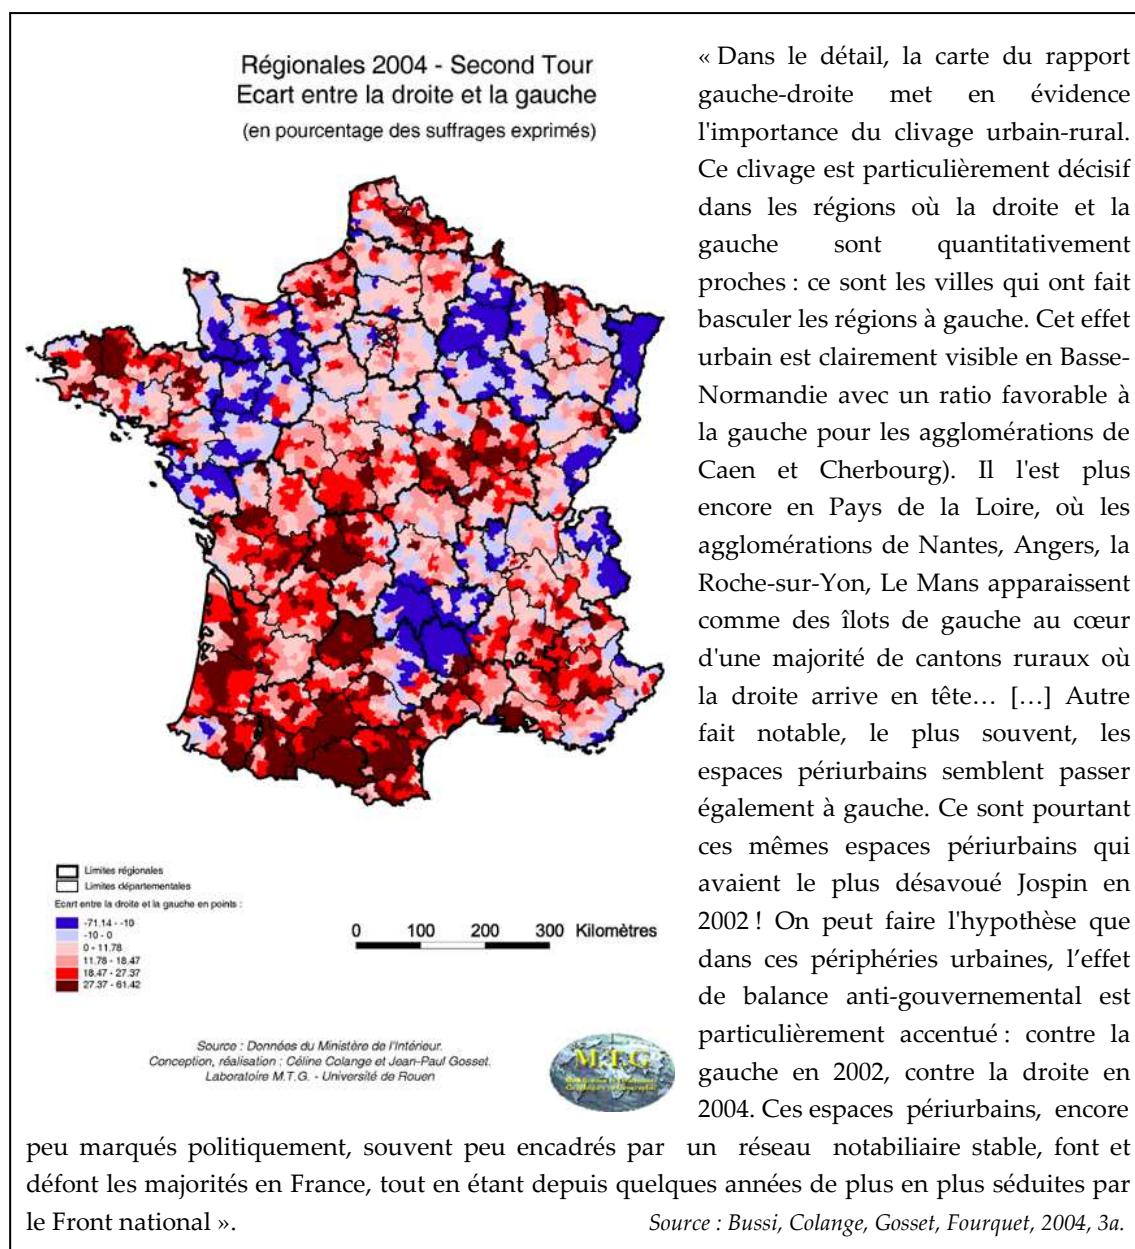 Régionales 2004 - Second Tour
Ecart entre la droite et la gauche
(en pourcentage des suffrages exprimés)
Limites régionales
Limites départementales
Ecart entre la droite et la gauche en points :
-71.14 - -10
-10 - 0
0 - 11.78
11.78 - 18.47
18.47 - 27.37
27.37 - 61.42
0 100 200 300 Kilomètres
Source : Données du Ministère de l'Intérieur.
Conception, réalisation : Céline Colange et Jean-Paul Gosset.
Laboratoire M.T.G. - Université de Rouen
M.T.G
« Dans le détail, la carte du rapport
gauche-droite met en évidence
l'importance du clivage urbain-rural.
Ce clivage est particulièrement décisif
dans les régions où la droite et la
gauche sont quantitativement
proches : ce sont les villes qui ont fait
basculer les régions à gauche. Cet effet
urbain est clairement visible en Basse-
Normandie avec un ratio favorable à
la gauche pour les agglomérations de
Caen et Cherbourg). Il l'est plus
encore en Pays de la Loire, où les
agglomérations de Nantes, Angers, la
Roche-sur-Yon, Le Mans apparaissent
comme des îlots de gauche au cœur
d'une majorité de cantons ruraux où
la droite arrive en tête… […] Autre
fait notable, le plus souvent, les
espaces périurbains semblent passer
également à gauche. Ce sont pourtant
ces mêmes espaces périurbains qui
avaient le plus désavoué Jospin en
2002 ! On peut faire l'hypothèse que
dans ces périphéries urbaines, l’effet
de balance anti-gouvernemental est
particulièrement accentué : contre la
gauche en 2002, contre la droite en
2004. Ces espaces périurbains, encore
peu marqués politiquement, souvent peu encadrés par un réseau notabiliaire stable, font et
défont les majorités en France, tout en étant depuis quelques années de plus en plus séduites par
le Front national ».
Source : Bussi, Colange, Gosset, Fourquet, 2004, 3a.